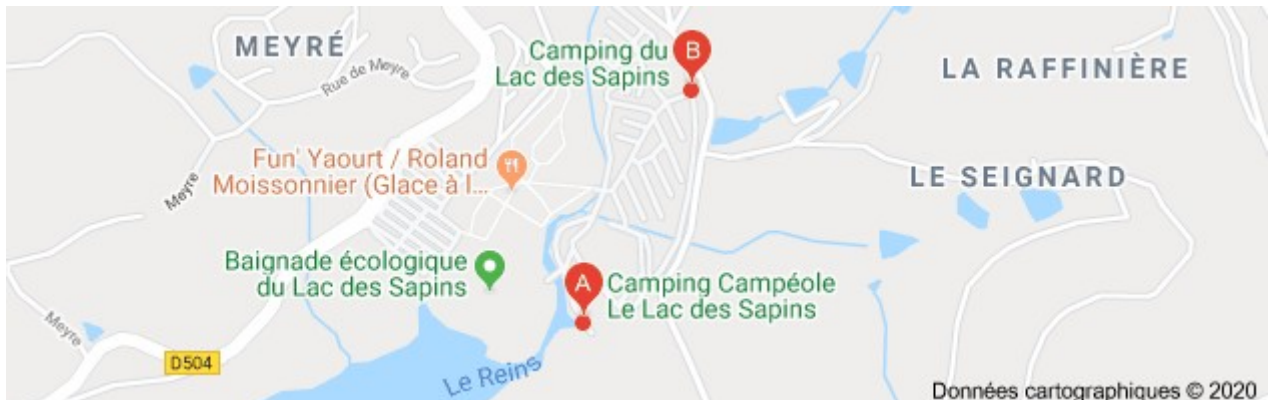 MEYRÉ
Rue de Meyre
Camping du
Lac des Sapins
B
LA RAFFINIÈRE
Fun' Yaourt / Roland
Moissonnier (Glace à l...
Meyre
LE SEIGNARD
Baignade écologique
du Lac des Sapins
A
Camping Campéole
Le Lac des Sapins
Meyre
D504
Le Reins
Données cartographiques © 2020